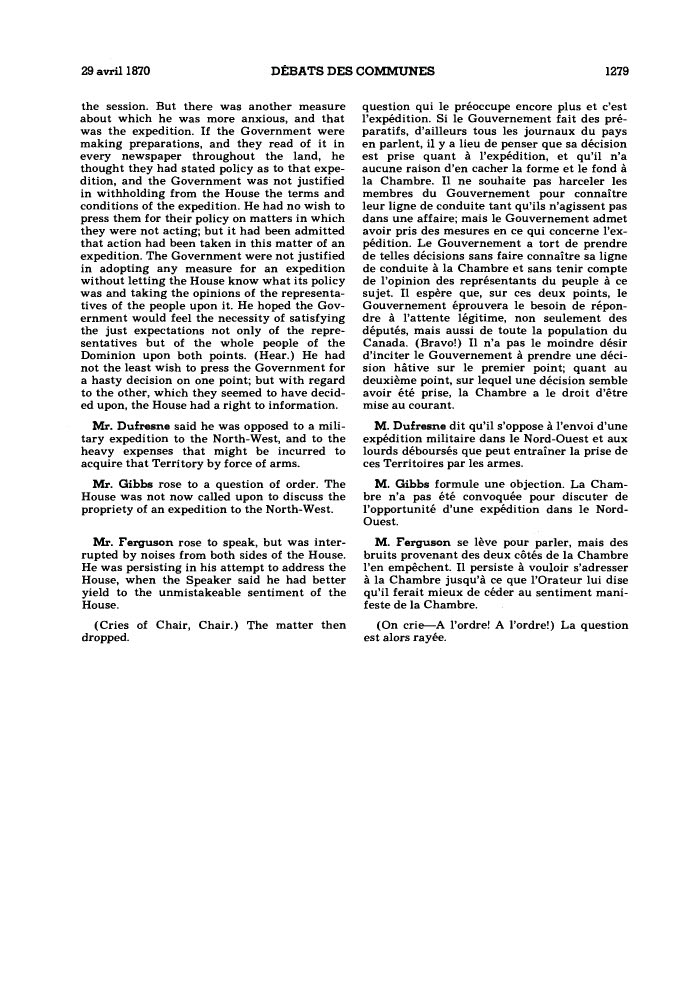 29 avril 1870 DÉBATS DES COMMUNES 1279
the session. But there was another measure
about which he was more anxious, and that
was the expedition. If the Government were
making preparations, and they read of it in
every newspaper throughout the land, he
thought they had stated policy as to that expe-
dition, and the Government was not justified
in withholding from the House the terms and
conditions of the expedition. He had no wish to
press them for their policy on matters in which
they were not acting; but it had been admitted
that action had been taken in this matter of an
expedition. The Government were not justified
in adopting any measure for an expedition
without letting the House know what its policy
was and taking the opinions of the representa-
tives of the people upon it. He hoped the Gov-
ernment would feel the necessity of satisfying
the just expectations not only of the repre-
sentatives but of the whole people of the
Dominion upon both points. (Hear.) He had
not the least wish to press the Government for
a hasty decision on one point; but with regard
to the other, which they seemed to have decid-
ed upon, the House had a right to information.
Mr. Dufresne said he was opposed to a mili-
tary expedition to the North-West, and to the
heavy expenses that might be incurred to
acquire that Territory by force of arms.
Mr. Gibbs rose to a question of order. The
House was not now called upon to discuss the
propriety of an expedition to the North-West.
Mr. Ferguson rose to speak, but was inter-
rupted by noises from both sides of the House.
He was persisting in his attempt to address the
House, when the Speaker said he had better
yield to the unmistakeable sentiment of the
House.
(Cries of Chair, Chair.) The matter then
dropped.
question qui le préoccupe encore plus et c'est
l'expédition. Si le Gouvernement fait des pré-
paratifs, d'ailleurs tous les journaux du pays
en parlent, il y a lieu de penser que sa décision
est prise quant à l'expédition, et qu'il n'a
aucune raison d'en cacher la forme et le fond à
la Chambre. Il ne souhaite pas harceler les
membres du Gouvernement pour connaître
leur ligne de conduite tant qu'ils n'agissent pas
dans une affaire; mais le Gouvernement admet
avoir pris des mesures en ce qui concerne l'ex-
pédition. Le Gouvernement a tort de prendre
de telles décisions sans faire connaître sa ligne
de conduite à la Chambre et sans tenir compte
de l'opinion des représentants du peuple à ce
sujet. Il espère que, sur ces deux points, le
Gouvernement éprouvera le besoin de répon-
dre à l'attente légitime, non seulement des
députés, mais aussi de toute la population du
Canada. (Bravo!) Il n'a pas le moindre désir
d'inciter le Gouvernement à prendre une déci-
sion hâtive sur le premier point; quant au
deuxième point, sur lequel une décision semble
avoir été prise, la Chambre a le droit d'être
mise au courant.
M. Dufresne dit qu'il s'oppose à l'envoi d'une
expédition militaire dans le Nord-Ouest et aux
lourds déboursés que peut entraîner la prise de
ces Territoires par les armes.
M. Gibbs formule une objection. La Cham-
bre n'a pas été convoquée pour discuter de
l'opportunité d'une expédition dans le Nord-
Ouest.
M. Ferguson se lève pour parler, mais des
bruits provenant des deux côtés de la Chambre
l'en empêchent. Il persiste à vouloir s'adresser
à la Chambre jusqu'à ce que l'Orateur lui dise
qu'il ferait mieux de céder au sentiment mani-
feste de la Chambre.
(On crie—A l'ordre! A l'ordre!) La question
est alors rayée.